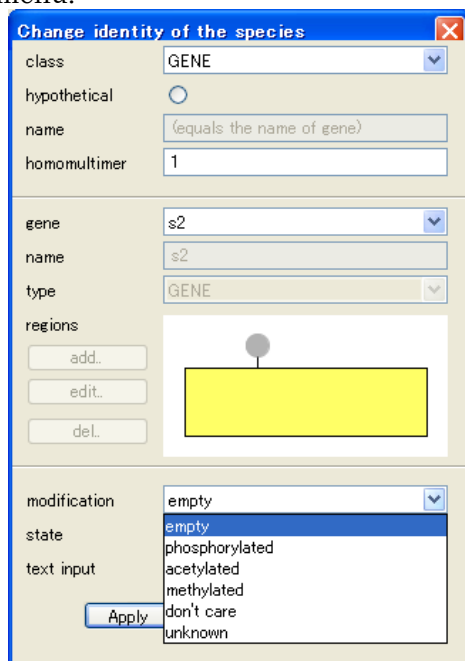 menu.
Change identity of the species
class GENE
hypothetical
name (equals the name of gene)
homomultimer 1
gene s2
name s2
type GENE
regions
add..
edit..
del..
modification empty
state empty
phosphorylated
text input acetylated
methylated
Apply don't care
unknown